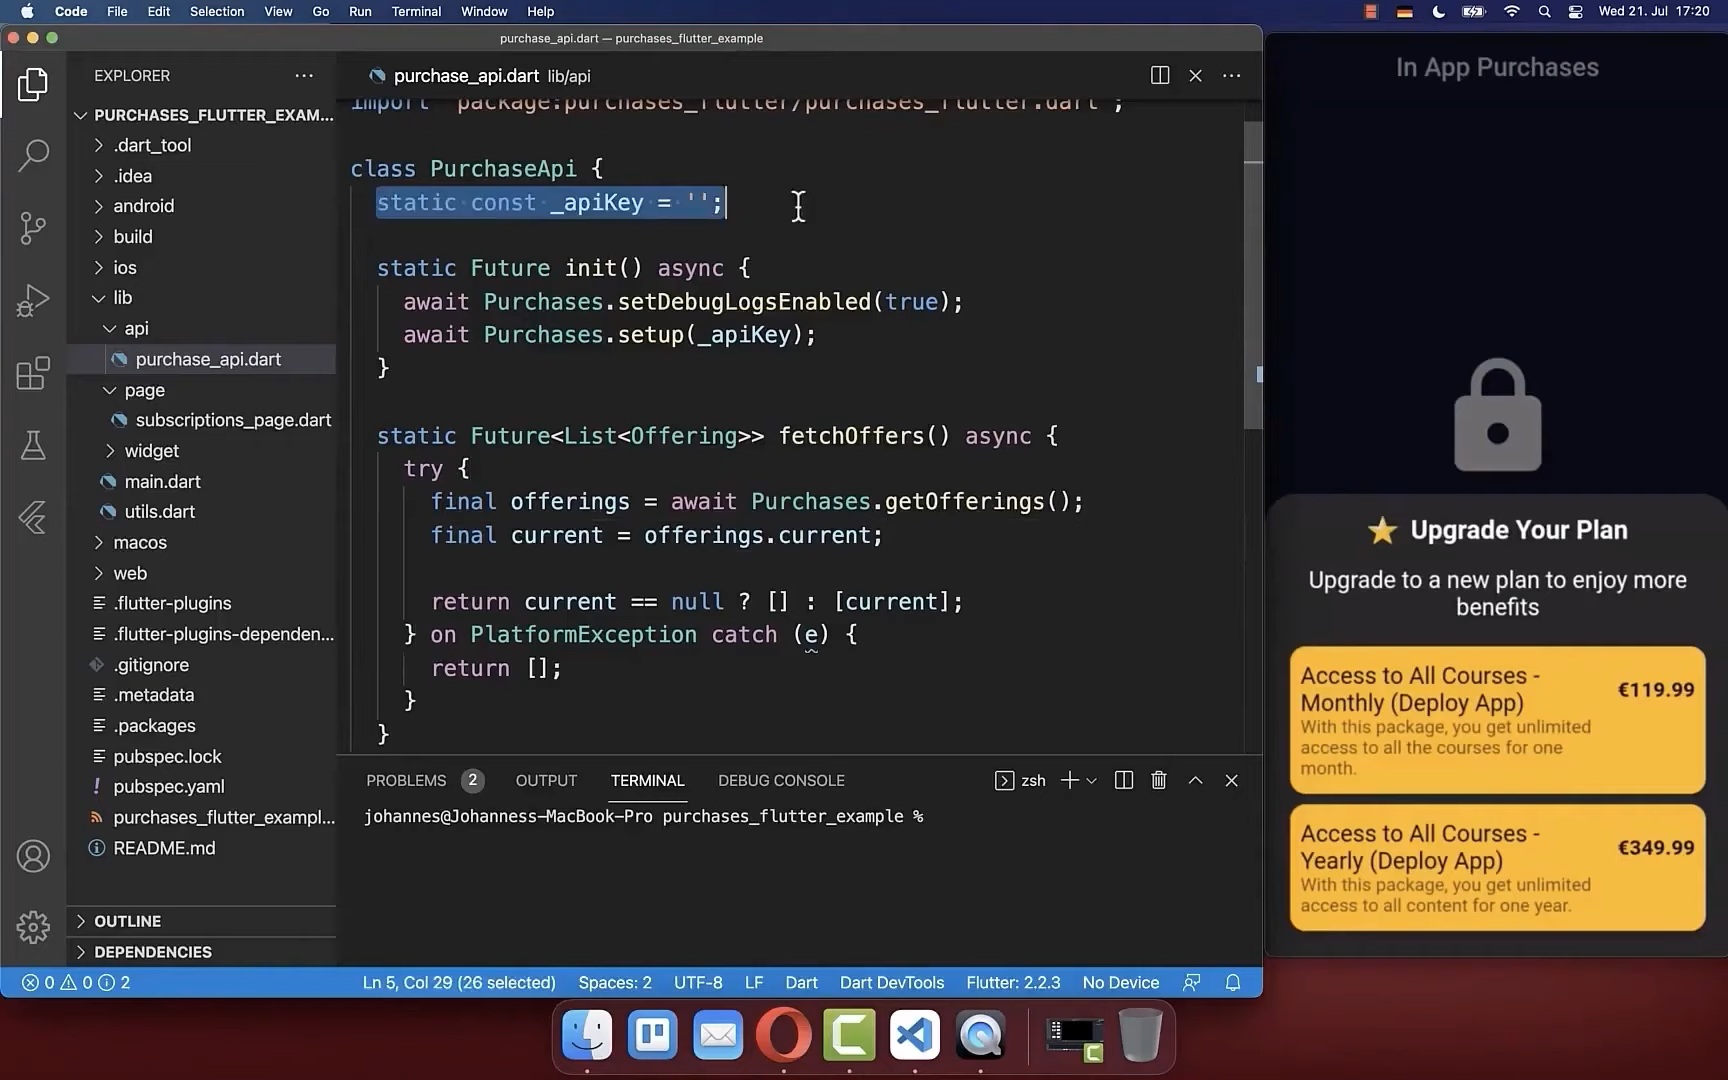 Code File Edit Selection View Go Run Terminal Window Help
Wed 21. Jul 17:20
purchase_api.dart — purchases_flutter_example
EXPLORER
PURCHASES_FLUTTER_EXAM...
.dart_tool
.idea
android
build
ios
lib
api
purchase_api.dart
page
subscriptions_page.dart
widget
main.dart
utils.dart
macos
web
.flutter-plugins
.flutter-plugins-dependen...
.gitignore
.metadata
.packages
pubspec.lock
pubspec.yaml
purchases_flutter_exampl...
README.md
OUTLINE
DEPENDENCIES
purchase_api.dart lib/api
import 'package:purchases_flutter/purchases_flutter.dart';
class PurchaseApi {
static const _apiKey = '';
static Future init() async {
await Purchases.setDebugLogsEnabled(true);
await Purchases.setup(_apiKey);
}
static Future<List<Offering>> fetchOffers() async {
try {
final offerings = await Purchases.getOfferings();
final current = offerings.current;
return current == null ? [] : [current];
} on PlatformException catch (e) {
return [];
}
}
PROBLEMS 2 OUTPUT TERMINAL DEBUG CONSOLE
zsh
johannes@Johanness-MacBook-Pro purchases_flutter_example %
0 0 2
Ln 5, Col 29 (26 selected) Spaces: 2 UTF-8 LF Dart Dart DevTools Flutter: 2.2.3 No Device
In App Purchases
Upgrade Your Plan
Upgrade to a new plan to enjoy more
benefits
Access to All Courses -
Monthly (Deploy App)
€119.99
With this package, you get unlimited
access to all the courses for one
month.
Access to All Courses -
Yearly (Deploy App)
€349.99
With this package, you get unlimited
access to all content for one year.